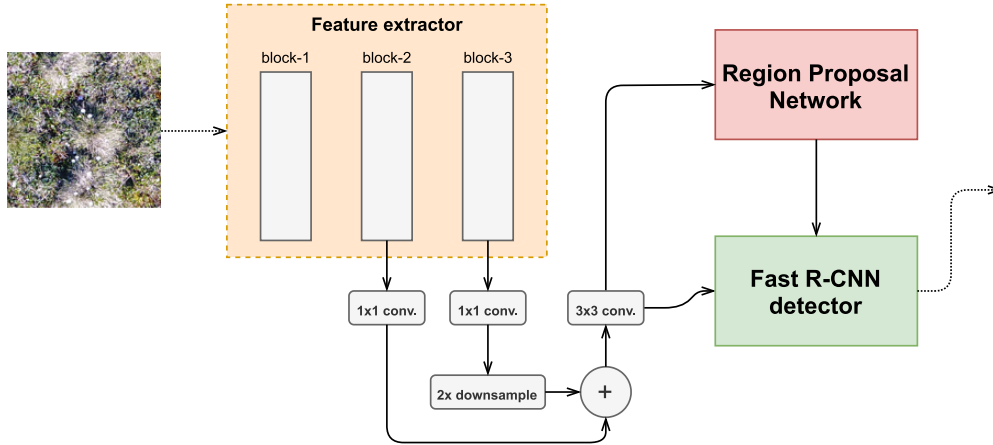 Feature extractor
block-1
block-2
block-3
Region Proposal
Network
1x1 conv.
1x1 conv.
3x3 conv.
Fast R-CNN
detector
2x downsample
+